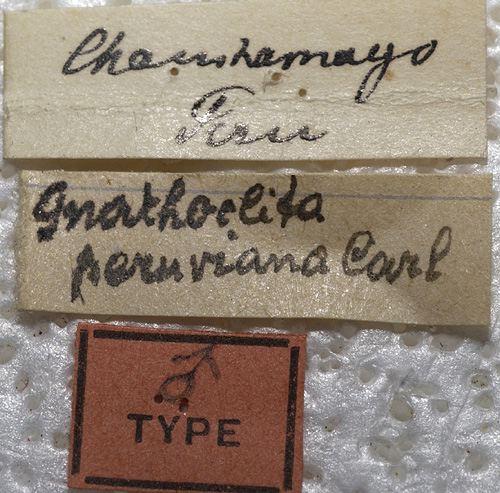 Chanchamayo
Peru
Gnathoclita
peruviana Carl
TYPE